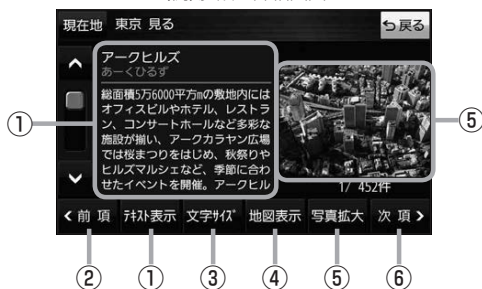 現在地 東京 見る
戻る
アークヒルズ
あーくひるず
総面積5万6000平方mの敷地内には
オフィスビルやホテル、レストラ
ン、コンサートホールなど多彩な
施設が揃い、アークカラヤン広場
では桜まつりをはじめ、秋祭りや
ヒルズマルシェなど、季節に合わ
せたイベントを開催。アークヒル
① ⑤
1/ 452件
前 項 テキスト表示 文字サイズ 地図表示 写真拡大 次 項
② ① ③ ④ ⑤ ⑥